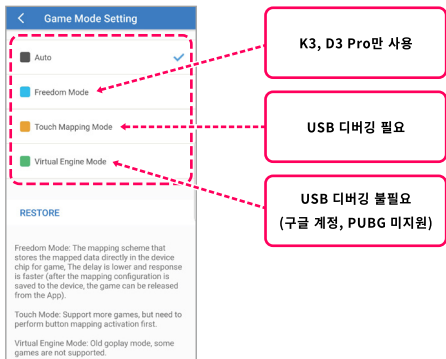 Game Mode Setting
Auto
Freedom Mode
Touch Mapping Mode
Virtual Engine Mode
RESTORE
Freedom Mode: The mapping scheme that
stores the mapped data directly in the device
chip for game, The delay is lower and response
is faster (after the mapping configuration is
saved to the device, the game can be released
from the App).
Touch Mode: Support more games, but need to
perform button mapping activation first.
Virtual Engine Mode: Old goplay mode, some
games are not supported.
K3, D3 Pro만 사용
USB 디버깅 필요
USB 디버깅 불필요
(구글 계정, PUBG 미지원)